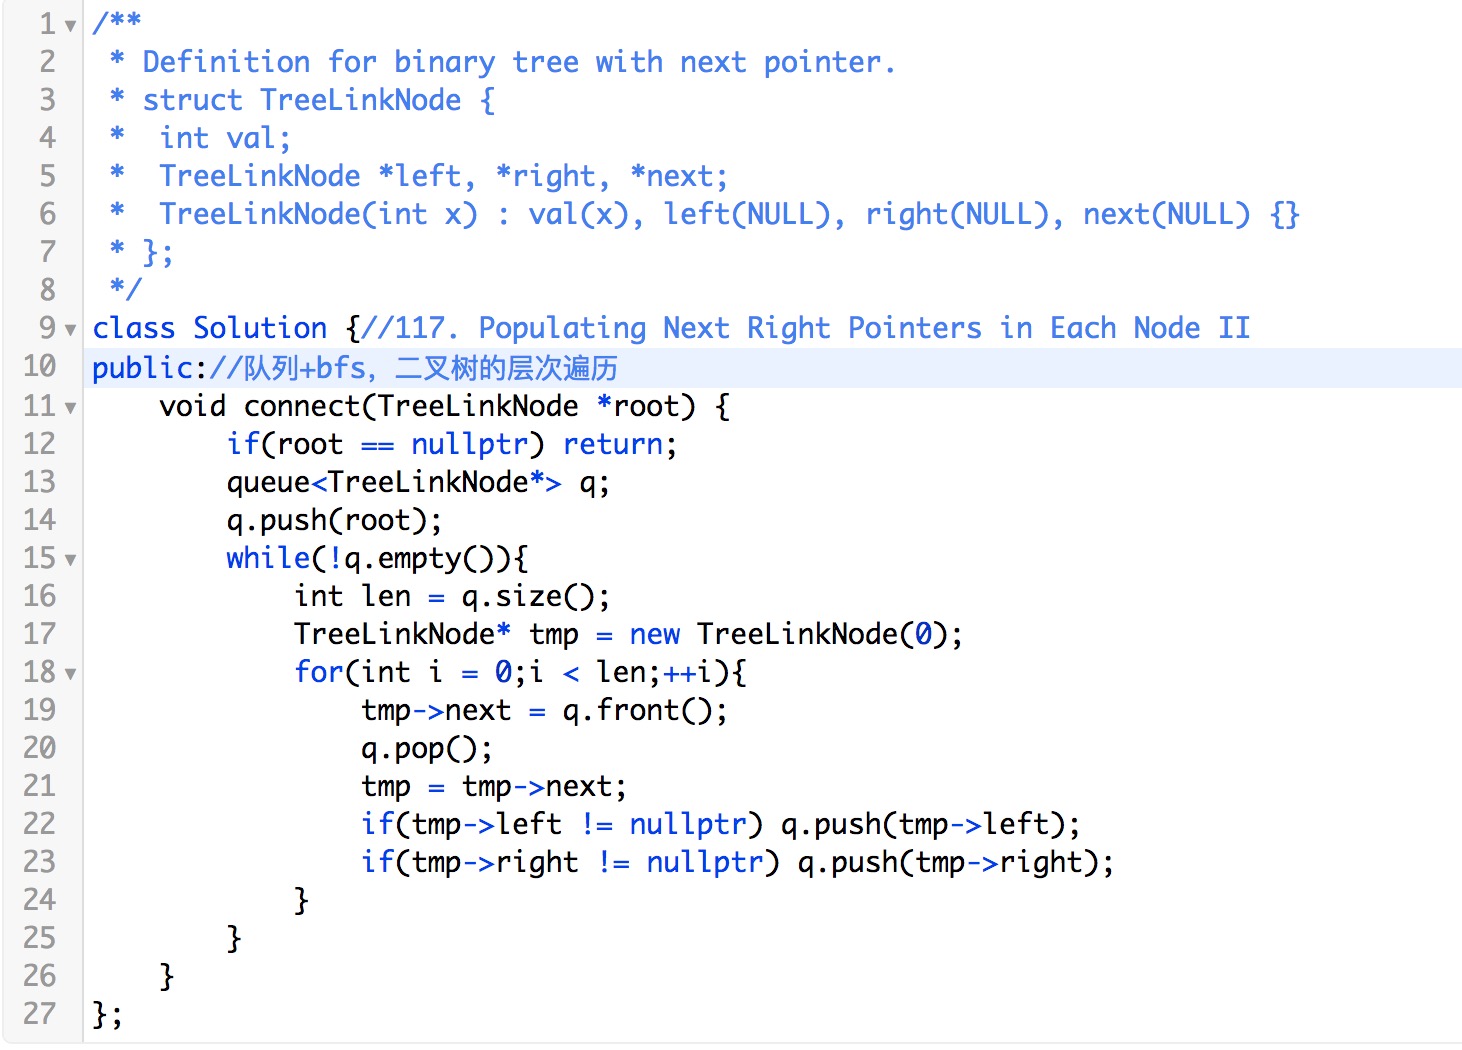 1 /**
2  * Definition for binary tree with next pointer.
3  * struct TreeLinkNode {
4  *  int val;
5  *  TreeLinkNode *left, *right, *next;
6  *  TreeLinkNode(int x) : val(x), left(NULL), right(NULL), next(NULL) {}
7  * };
8  */
9 class Solution {//117. Populating Next Right Pointers in Each Node II
10 public://队列+bfs，二叉树的层次遍历
11     void connect(TreeLinkNode *root) {
12         if(root == nullptr) return;
13         queue<TreeLinkNode*> q;
14         q.push(root);
15         while(!q.empty()){
16             int len = q.size();
17             TreeLinkNode* tmp = new TreeLinkNode(0);
18             for(int i = 0;i < len;++i){
19                 tmp->next = q.front();
20                 q.pop();
21                 tmp = tmp->next;
22                 if(tmp->left != nullptr) q.push(tmp->left);
23                 if(tmp->right != nullptr) q.push(tmp->right);
24             }
25         }
26     }
27 };